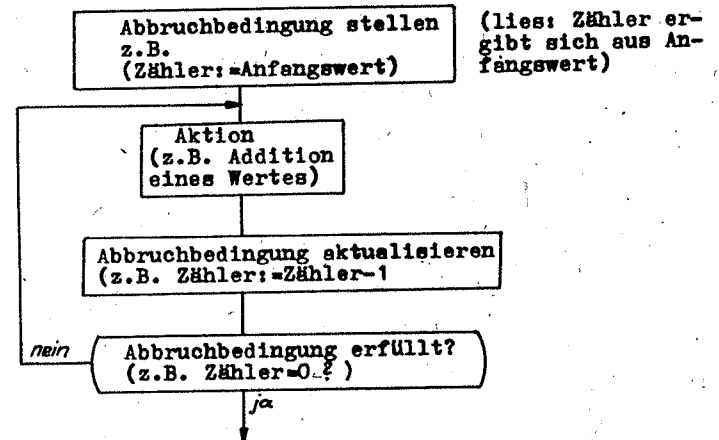 Abbruchbedingung stellen
z.B.
(Zähler:=Anfangswert)
(lies: Zähler er-
gibt sich aus An-
fangswert)
Aktion
(z.B. Addition
eines Wertes)
Abbruchbedingung aktualisieren
(z.B. Zähler:=Zähler-1
nein
Abbruchbedingung erfüllt?
(z.B. Zähler=0 ?)
ja